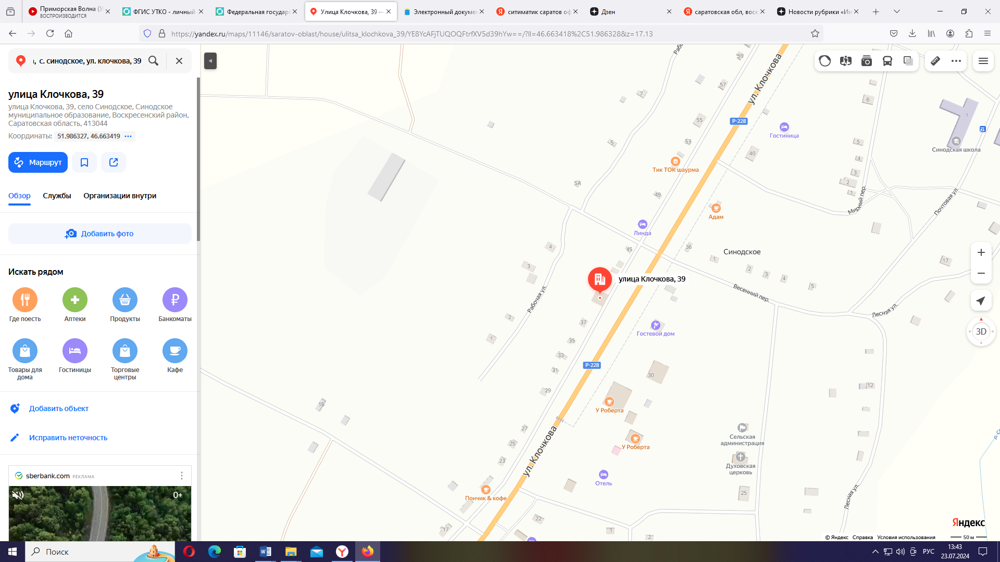 Приморская Волна (У
ВОСПРОИЗВОДИТСЯ
ФГИС УТКО - личный
Федеральная государс
Улица Клочкова, 39 —
Электронный докумен
ситиматик саратов оф
Дзен
саратовская обл, воск
Новости рубрики «Ин
https://yandex.ru/maps/11146/saratov-oblast/house/ulitsa_klochkova_39/YE8YcAFjTUQOQFtrfXV5d39hYw==/?ll=46.663418%2C51.986328&z=17.13
с. синодское, ул. клочкова, 39
улица Клочкова, 39
улица Клочкова, 39, село Синодское, Синодское
муниципальное образование, Воскресенский район,
Саратовская область, 413044
Координаты: 51.986327, 46.663419
Маршрут
Обзор
Службы
Организации внутри
Добавить фото
Искать рядом
Где поесть
Аптеки
Продукты
Банкоматы
Товары для
дома
Гостиницы
Торговые
центры
Кафе
Добавить объект
Исправить неточность
sberbank.com РЕКЛАМА
0+
59
ул. Клочкова
57
7
6
1
55
Р-228
Гостиница
5
53
5
Синодская школа
40
4
Тик ТОК шаурма
3
2
5А
1
49
Мирный пер.
Почтовая ул.
Адам
Линда
4
45
36
Синодское
1
17
3
2
3
4
улица Клочкова, 39
5
Весенний пер.
Рабочая ул.
Лесная ул.
2
37
Гостевой дом
3D
1
35
33
Р-228
31
30
12
29
15
У Роберта
27
ул. Клочкова
25
У Роберта
Сельская
администрация
23
Духовская
церковь
Отель
25
Лесная ул.
Пончик & кофе
22
17
1
2
Яндекс
© Яндекс Справка Условия использования
50 м
Поиск
РУС
13:43
23.07.2024